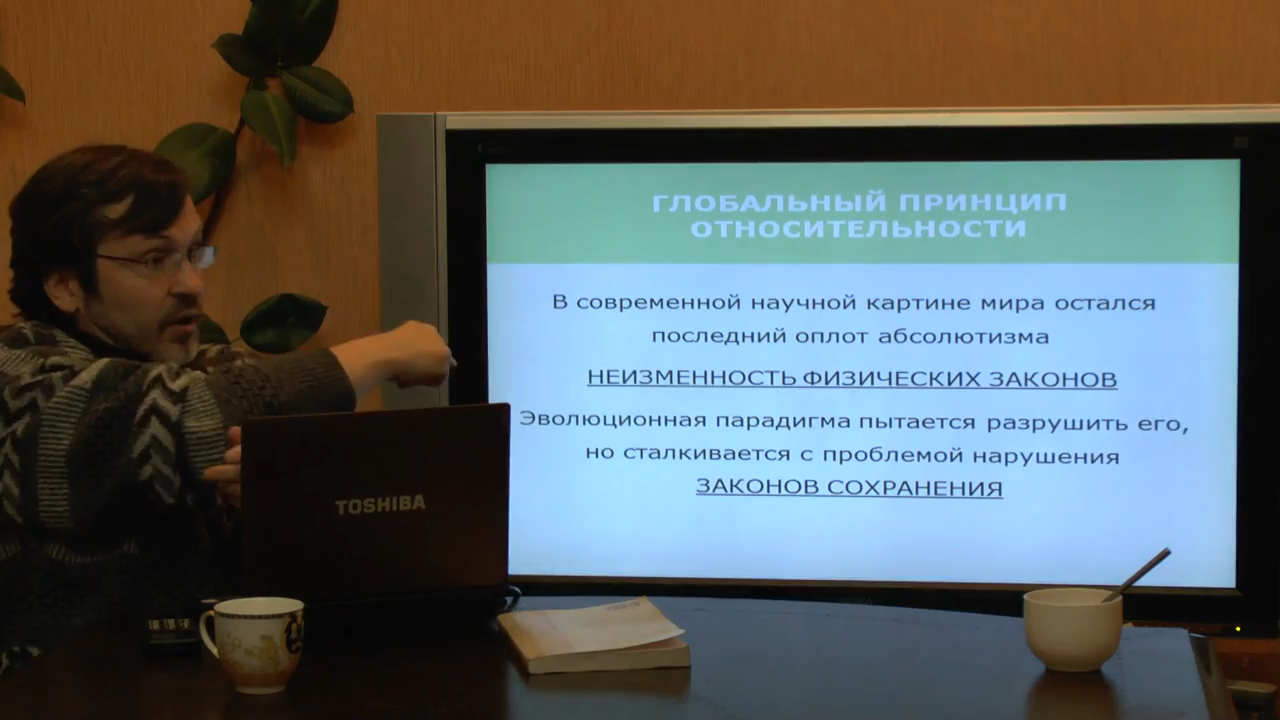 ГЛОБАЛЬНЫЙ ПРИНЦИП
ОТНОСИТЕЛЬНОСТИ
В современной научной картине мира остался
последний оплот абсолютизма
НЕИЗМЕННОСТЬ ФИЗИЧЕСКИХ ЗАКОНОВ
Эволюционная парадигма пытается разрушить его,
но сталкивается с проблемой нарушения
ЗАКОНОВ СОХРАНЕНИЯ
TOSHIBA